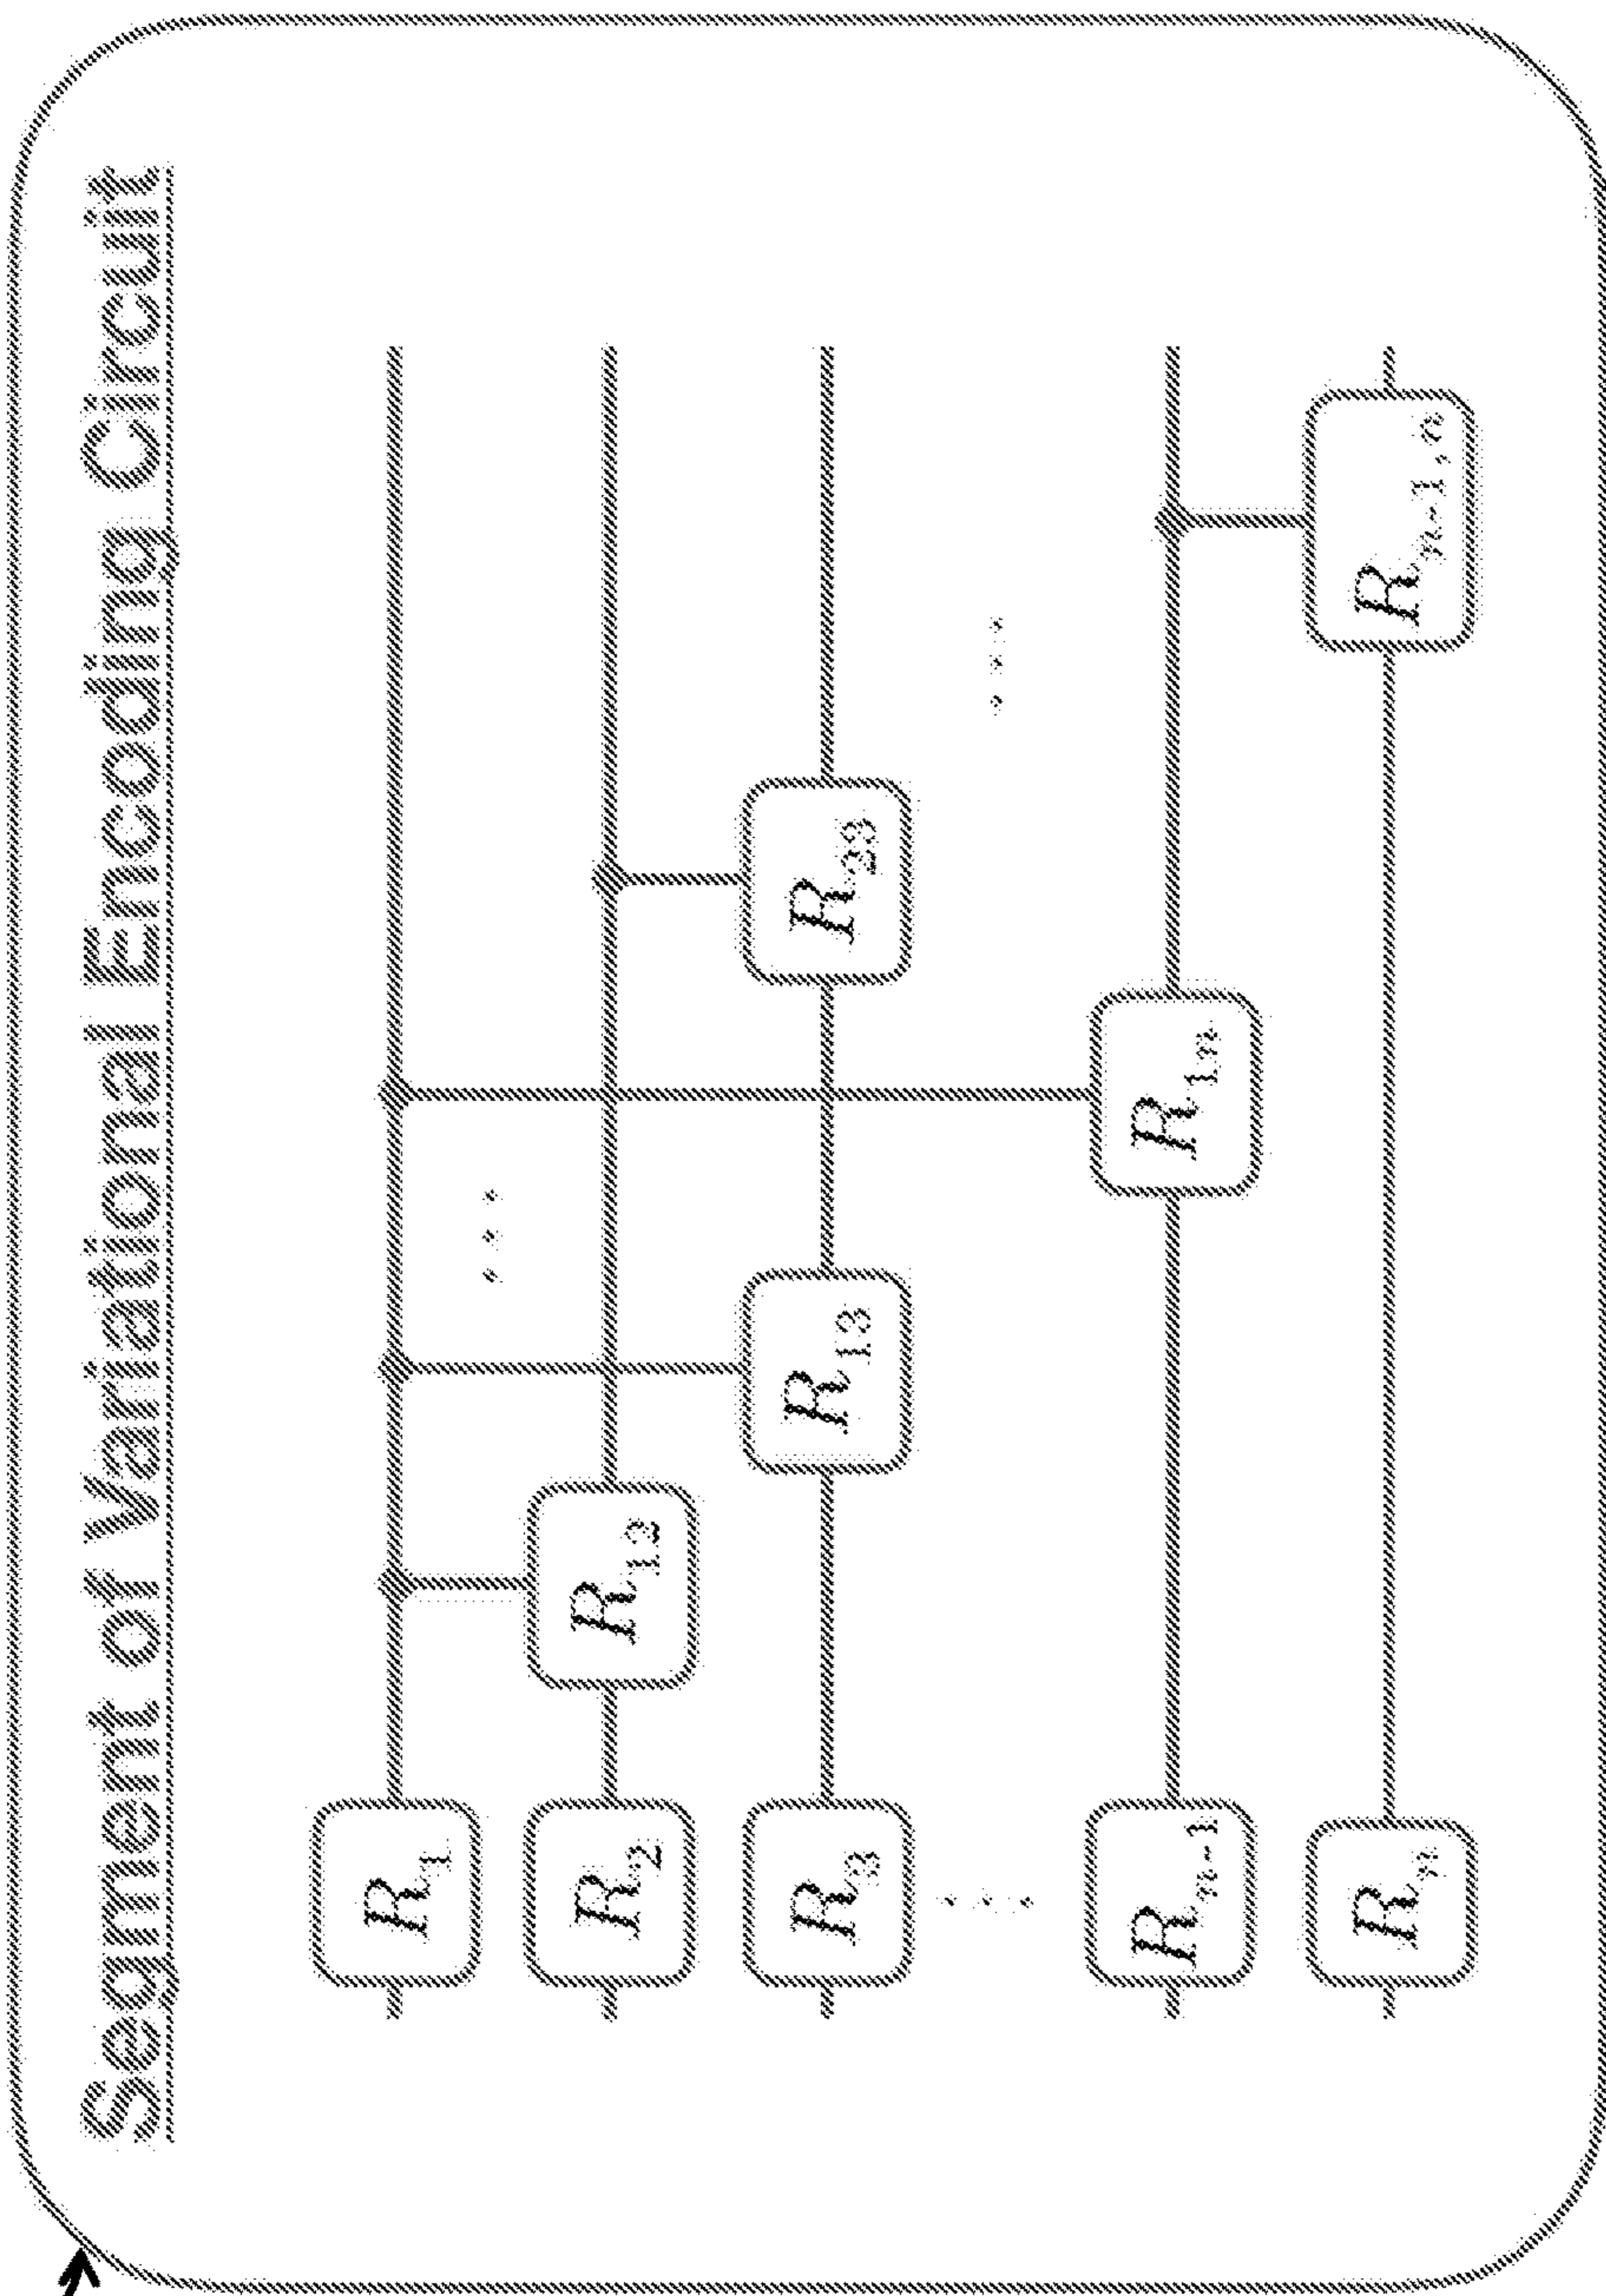 Segment of Variational Encoding Circuit
R₁
R₂ R₁₂
R₃ R₁₃ R₂₃
Rₙ₋₁ R₁ₙ
Rₙ Rₙ₋₁,ₙ